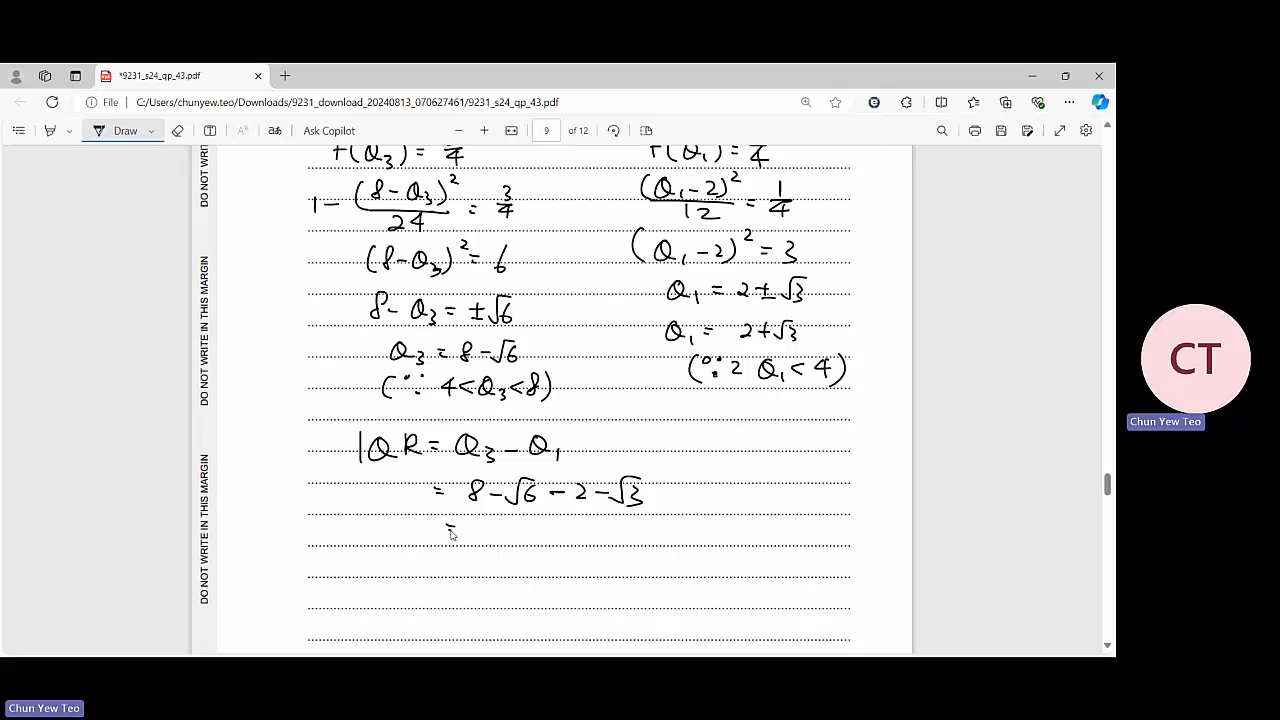 *9231_s24_qp_43.pdf
File C:/Users/chunyew.teo/Downloads/9231_download_20240813_070627461/9231_s24_qp_43.pdf
Draw
Ask Copilot
9 of 12
DO NOT WRITE IN THIS MARGIN
DO NOT WRITE IN THIS MARGIN
F(Q₃) = 3/4
1 - (8 - Q₃)²/24 = 3/4
(8 - Q₃)² = 6
8 - Q₃ = ±√6
Q₃ = 8 - √6
(∵ 4 < Q₃ < 8)
F(Q₁) = 1/4
(Q₁ - 2)²/12 = 1/4
(Q₁ - 2)² = 3
Q₁ = 2 ± √3
Q₁ = 2 + √3
(∵ 2 Q₁ < 4)
IQR = Q₃ - Q₁
= 8 - √6 - 2 - √3
=
CT
Chun Yew Teo
Chun Yew Teo